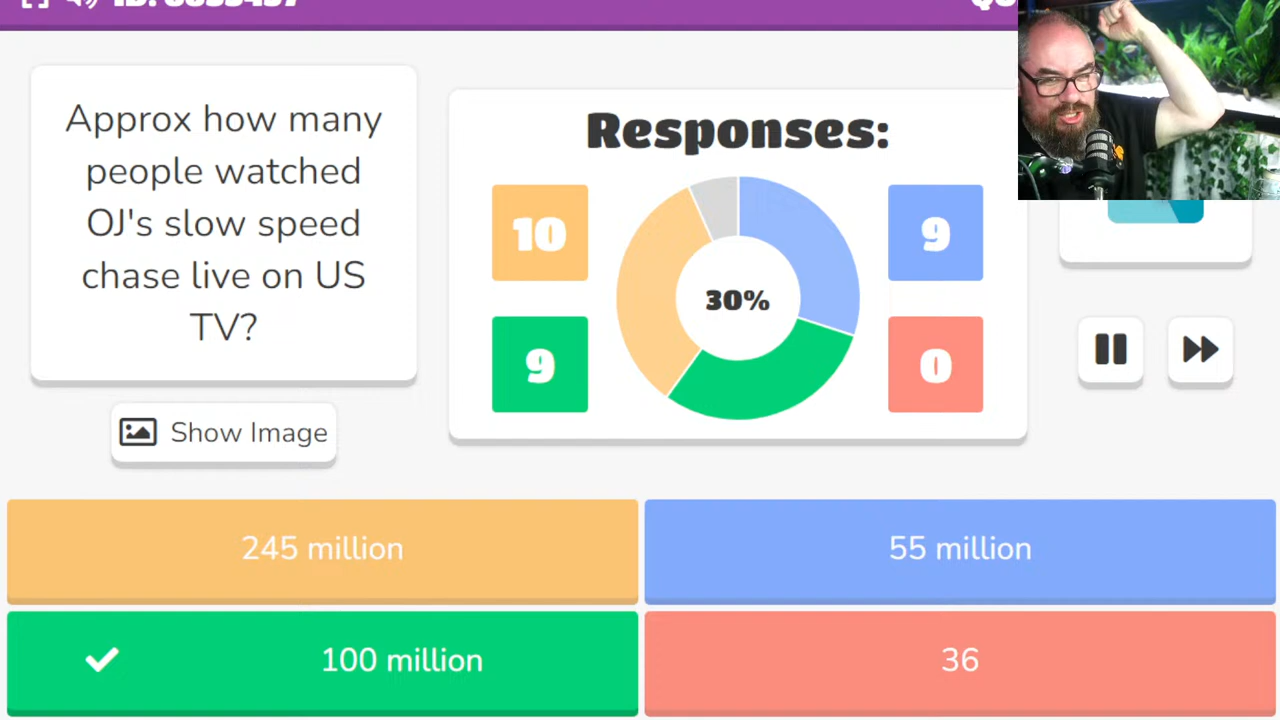 Approx how many
people watched
OJ's slow speed
chase live on US
TV?
Show Image
Responses:
10
9
30%
9
0
245 million
55 million
100 million
36